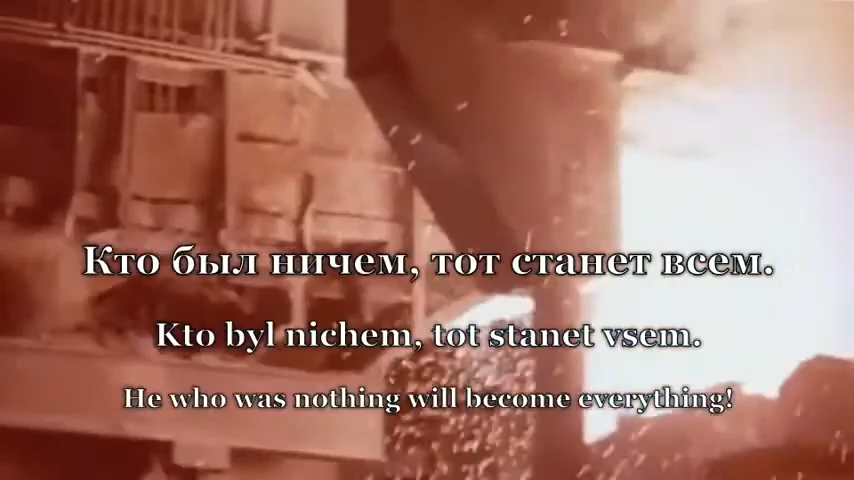 Кто был ничем, тот станет всем.
Kto byl nichem, tot stanet vsem.
He who was nothing will become everything!